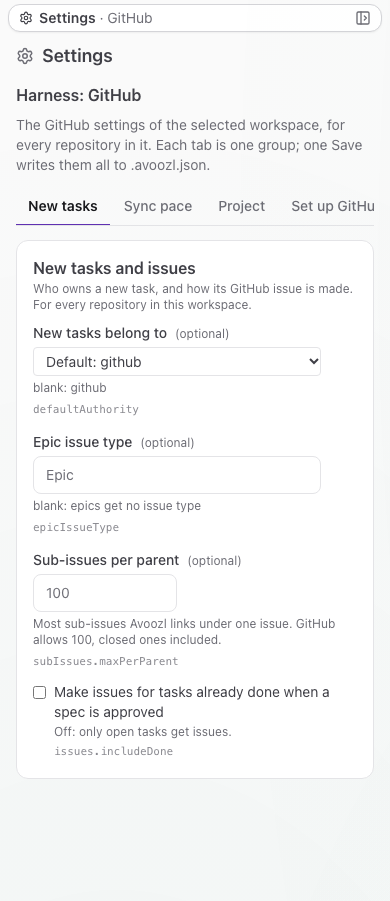 Settings · GitHub
Settings
Harness: GitHub
The GitHub settings of the selected workspace, for
every repository in it. Each tab is one group; one Save
writes them all to .avoozl.json.
New tasks Sync pace Project Set up GitHu
New tasks and issues
Who owns a new task, and how its GitHub issue is made.
For every repository in this workspace.
New tasks belong to (optional)
Default: github
blank: github
defaultAuthority
Epic issue type (optional)
Epic
blank: epics get no issue type
epicIssueType
Sub-issues per parent (optional)
100
Most sub-issues Avoozl links under one issue. GitHub
allows 100, closed ones included.
subIssues.maxPerParent
Make issues for tasks already done when a
spec is approved
Off: only open tasks get issues.
issues.includeDone